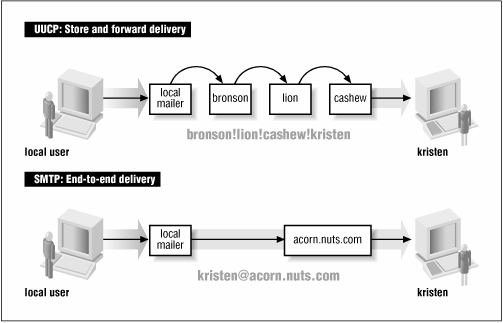 UUCP: Store and forward delivery
local
mailer
bronson
lion
cashew
bronson!lion!cashew!kristen
local user
kristen
SMTP: End-to-end delivery
local
mailer
acorn.nuts.com
kristen@acorn.nuts.com
local user
kristen